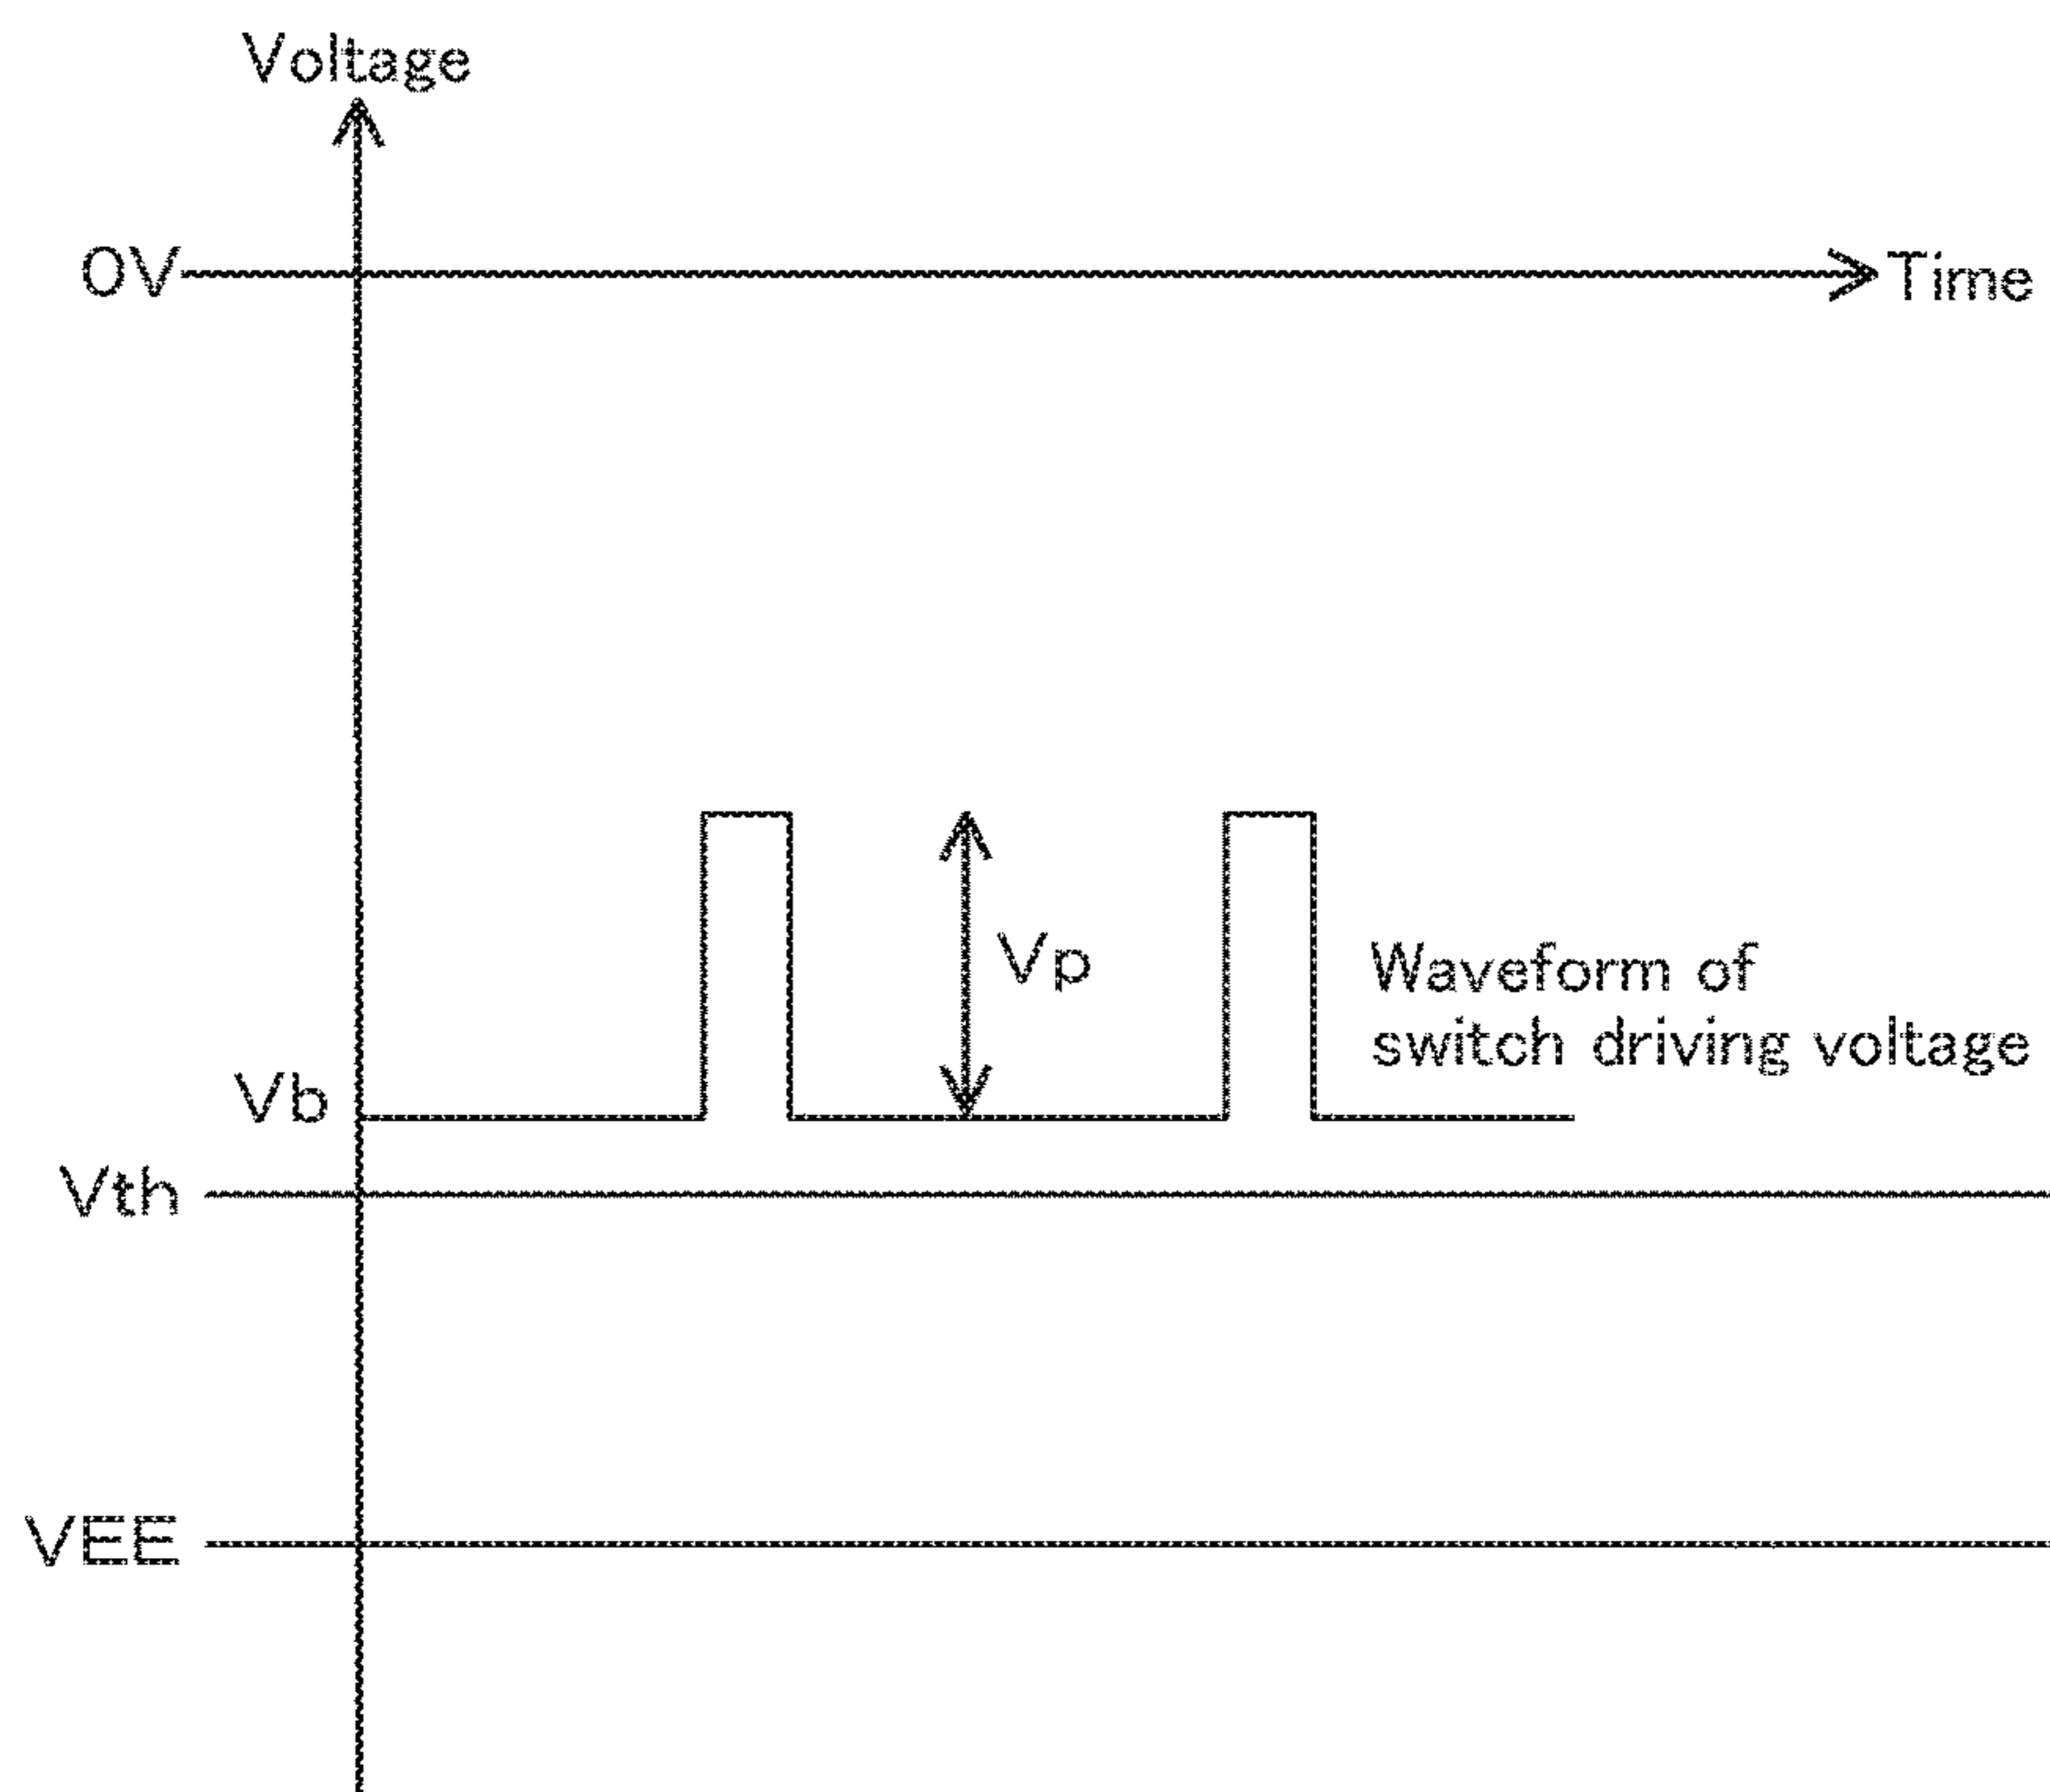 Voltage
0V
Time
Vp
Waveform of
switch driving voltage
Vb
Vth
VEE